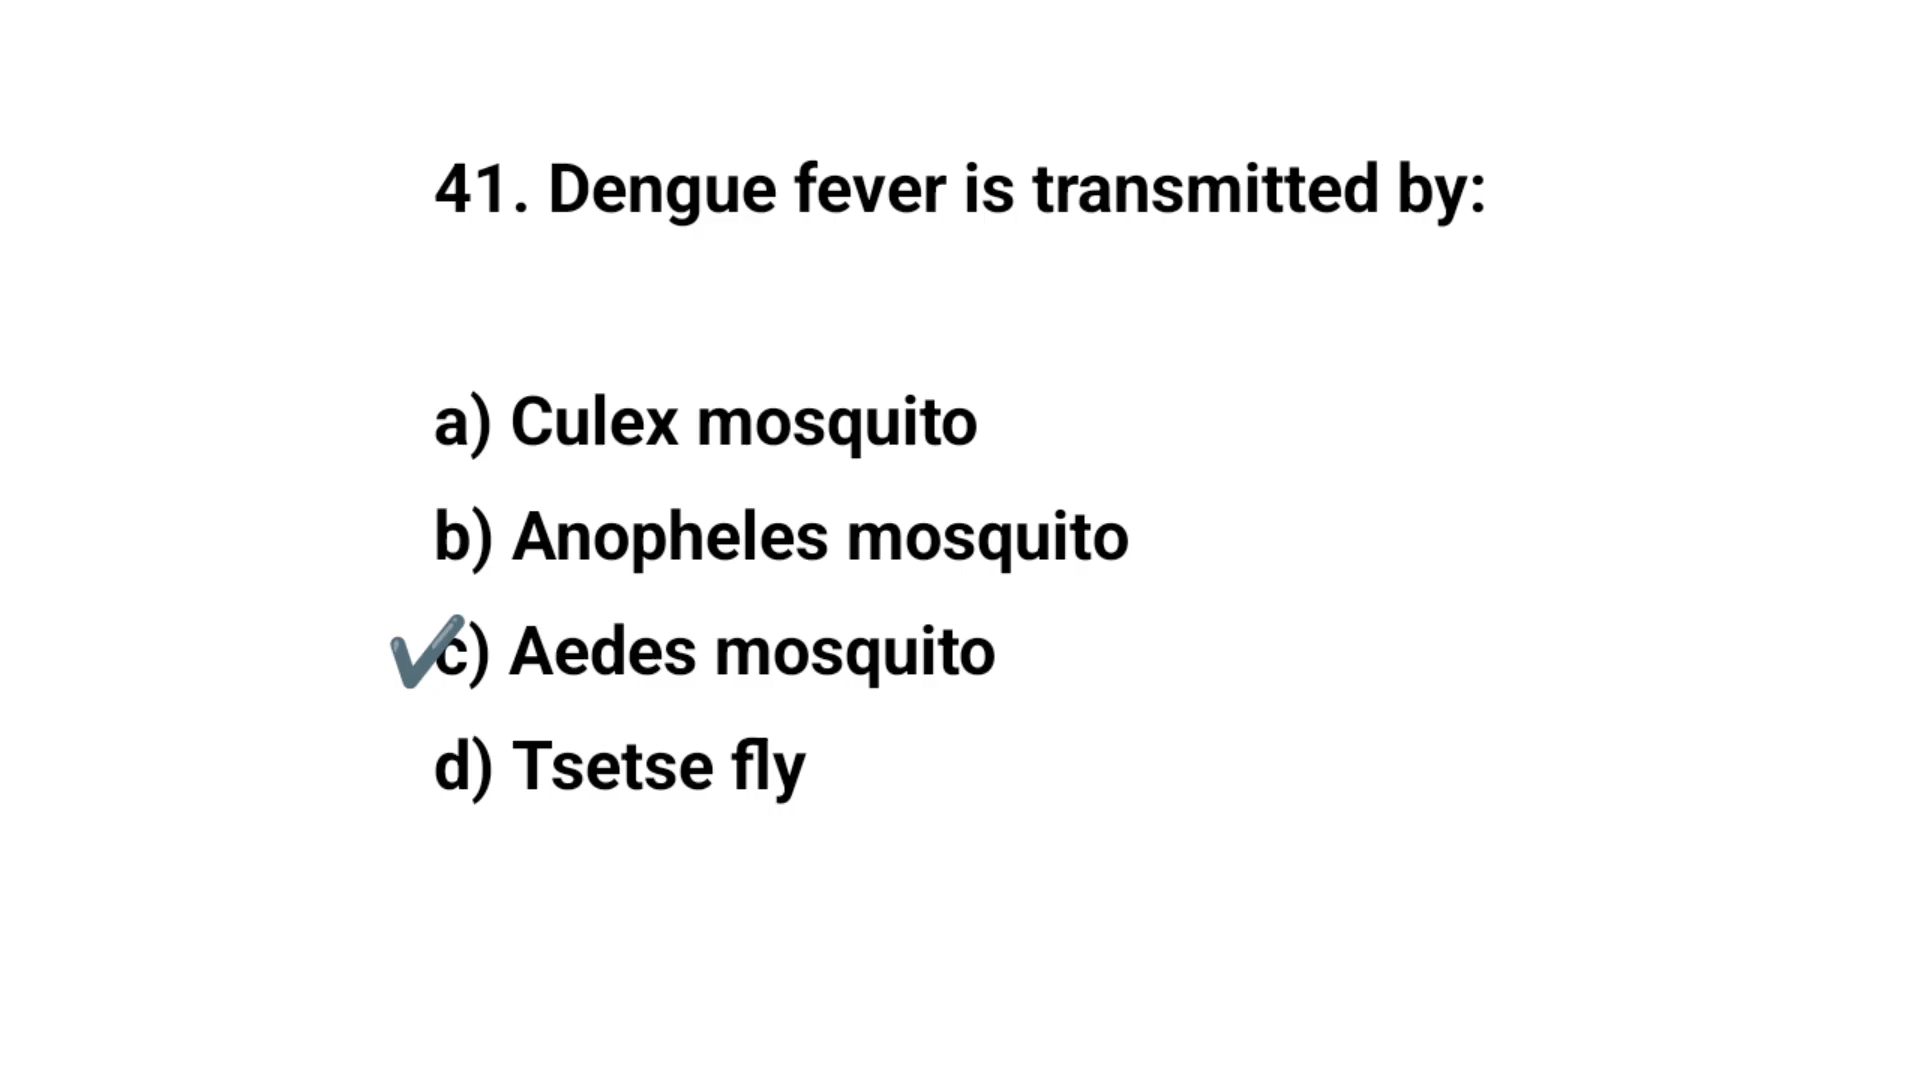 41. Dengue fever is transmitted by:
a) Culex mosquito
b) Anopheles mosquito
✔c) Aedes mosquito
d) Tsetse fly